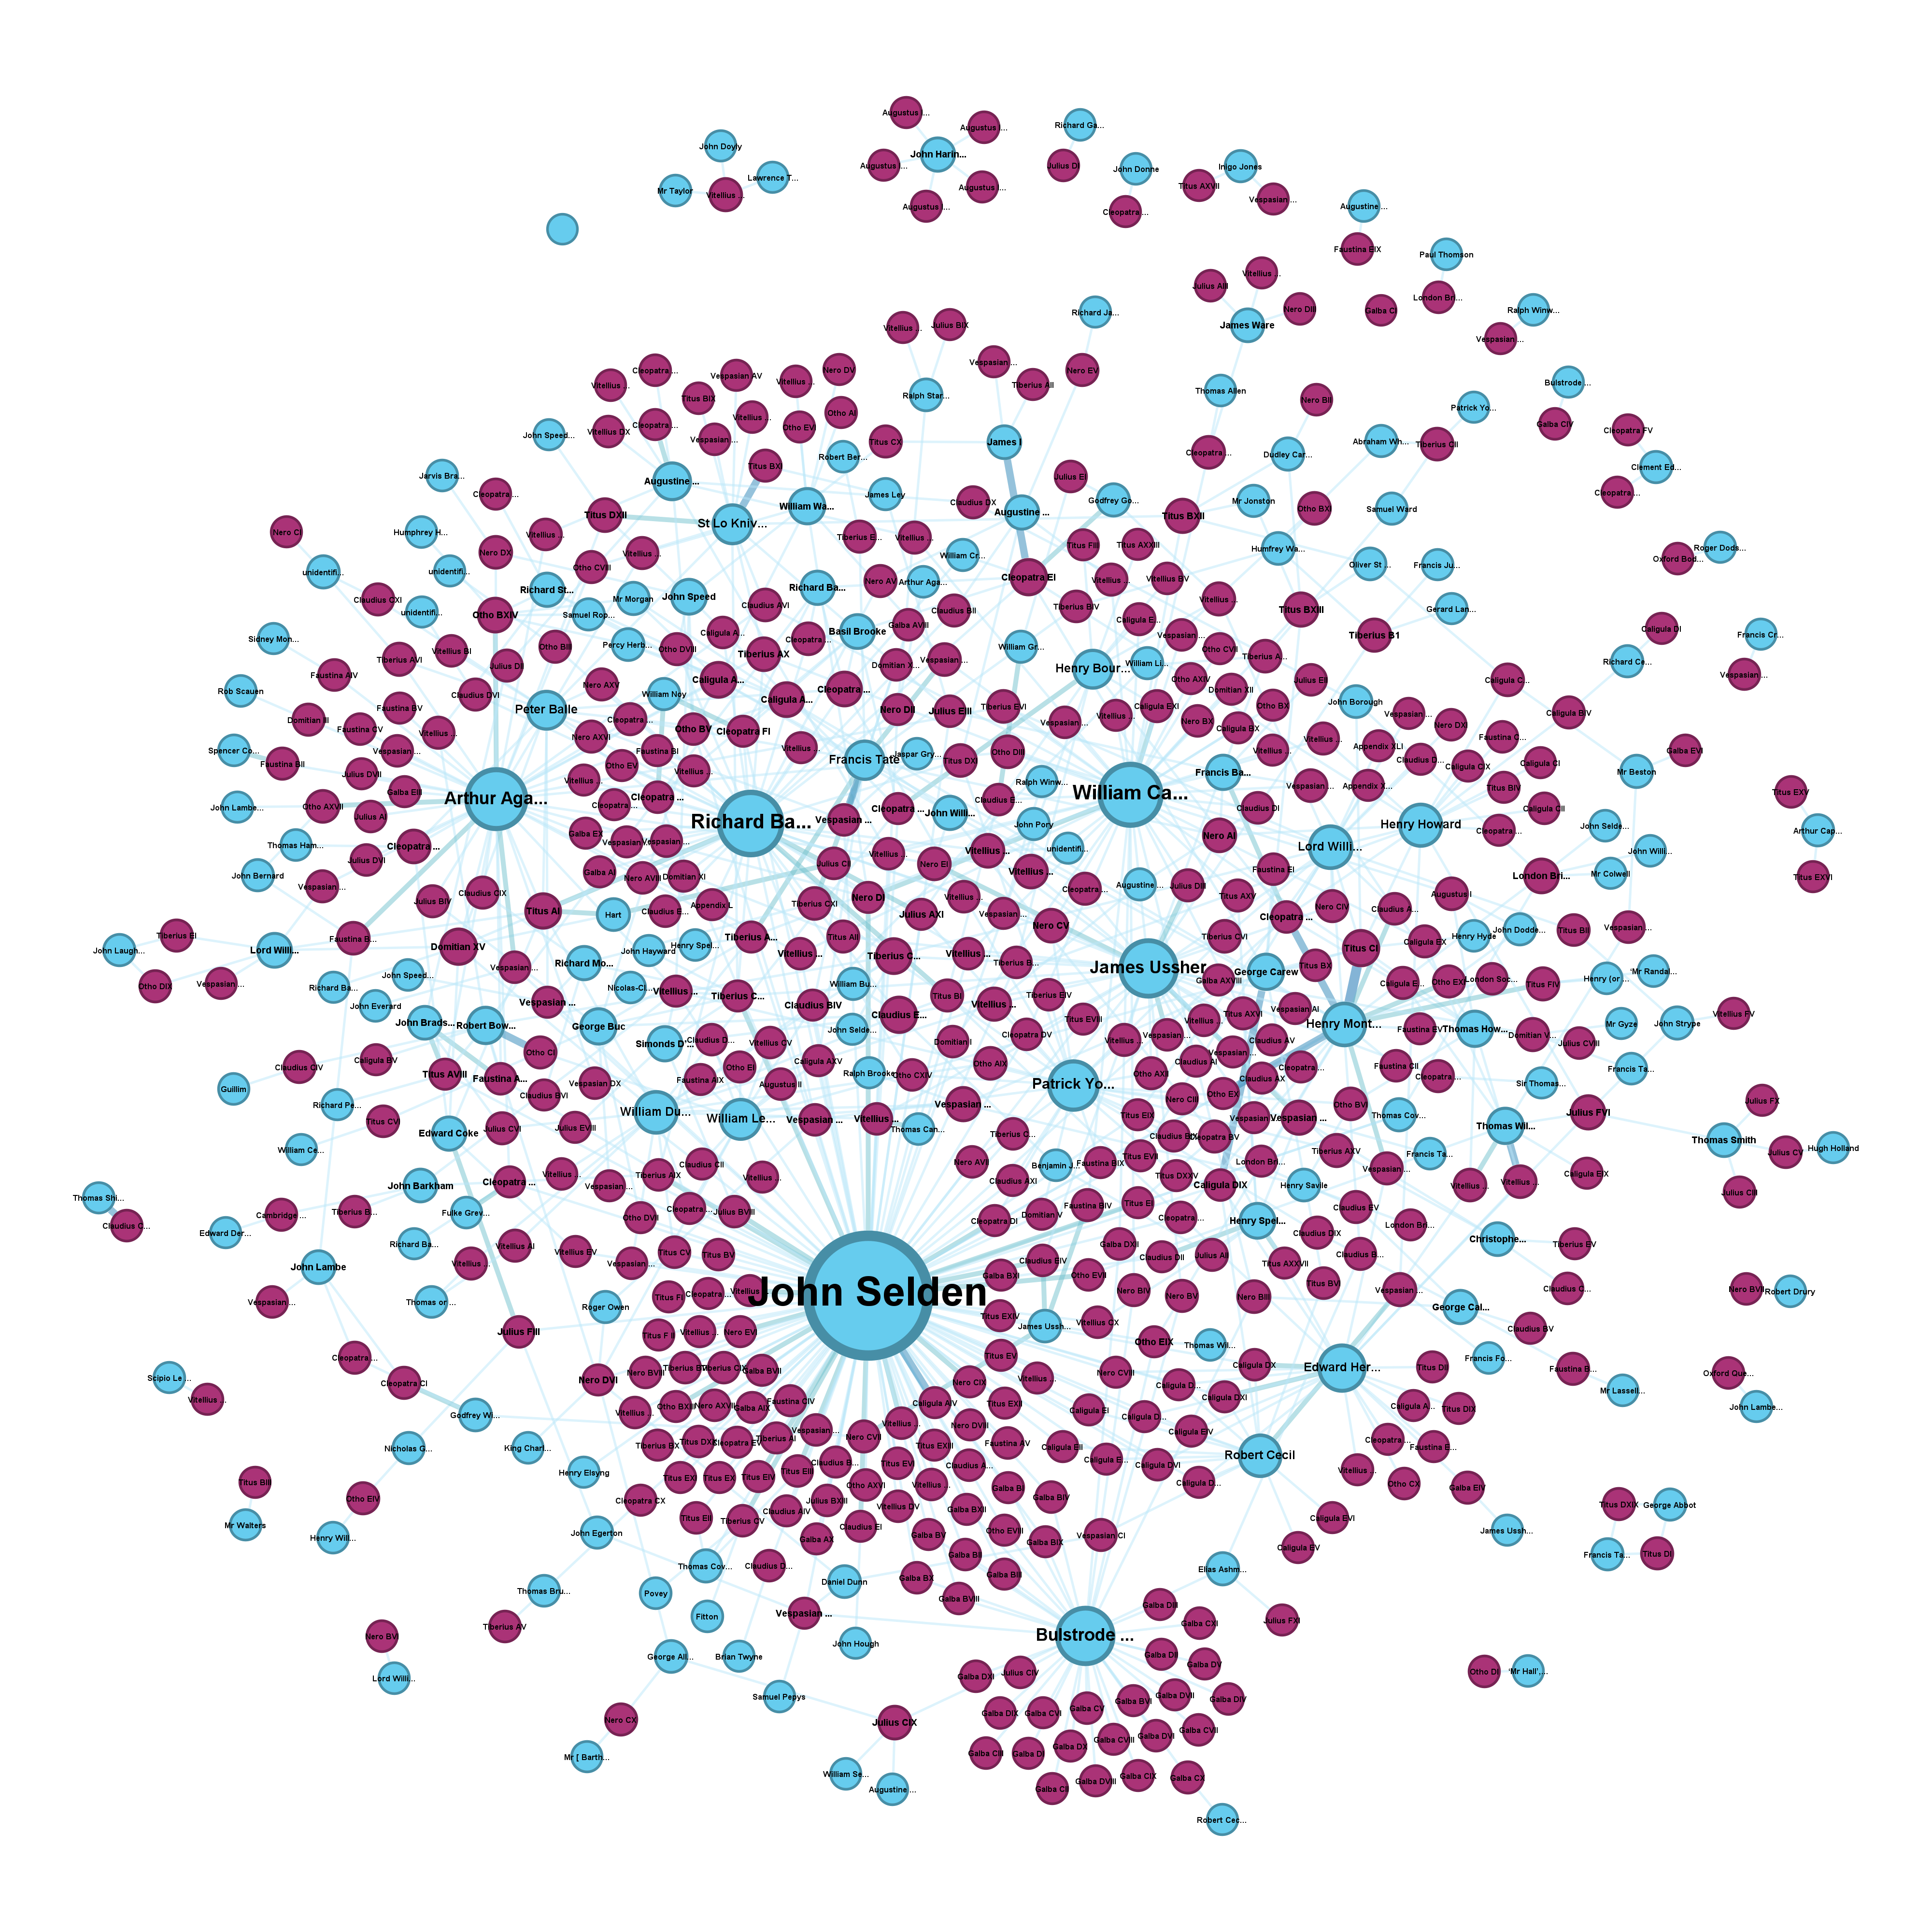 Augustus I...
Augustus I...
Richard Ga...
John Doyly
John Harin...
Julius DI
Augustus I...
John Donne
Inigo Jones
Lawrence T...
Titus AXVII
Mr Taylor
Vitellius ...
Augustus I...
Vespasian ...
Augustus I...
Cleopatra ...
Augustine ...
Faustina EIX
Paul Thomson
Vitellius ...
Julius AIII
London Bri...
Nero DIII
Galba CI
Ralph Winw...
Richard Ja...
James Ware
Vitellius ...
Julius BIX
Vespasian ...
Vespasian ...
Cleopatra ...
Vespasian AV
Vitellius ...
Nero DV
Nero EV
Vitellius ...
Tiberius AII
Bulstrode ...
Thomas Allen
Ralph Star...
Titus BIX
Nero BII
Patrick Yo...
Vitellius ...
Otho AI
Galba CIV
Cleopatra ...
Otho EVI
Vitellius DX
John Speed...
Vespasian ...
Titus CX
James I
Abraham Wh...
Tiberius CII
Cleopatra FV
Cleopatra ...
Dudley Car...
Robert Ber...
Titus BXI
Clement Ed...
Jarvis Bra...
Julius EI
Augustine ...
Cleopatra ...
James Ley
Cleopatra ...
Claudius DX
Godfrey Go...
Mr Jonston
William Wa...
Otho BXI
Samuel Ward
Augustine ...
Titus DXII
Titus BXII
St Lo Kniv...
Nero CI
Humphrey H...
Vitellius ...
Tiberius E...
Vitellius ...
Titus FIII
Titus AXXIII
Humfrey Wa...
Roger Dods...
Nero DX
Vitellius ...
William Cr...
Oxford Bod...
unidentifi...
unidentifi...
Otho CVIII
Oliver St ...
Francis Ju...
Cleopatra EI
Vitellius ...
Vitellius BV
Nero AV
Arthur Aga...
Richard St...
Richard Ba...
John Speed
Mr Morgan
Claudius CXI
Vitellius ...
Claudius AVI
Tiberius BIV
Claudius BII
Gerard Lan...
Titus BXIII
unidentifi...
Otho BXIV
Samuel Rop...
Caligula E...
Galba AVIII
Caligula DI
Basil Brooke
Caligula A...
Vespasian ...
Tiberius B1
Francis Cr...
Sidney Mon...
Cleopatra ...
Percy Herb...
Otho BIII
Otho DVIII
Tiberius AX
William Gr...
Otho CVII
Vitellius BI
Tiberius AVI
Domitian X...
Vespasian ...
Tiberius A...
William Li...
Richard Ce...
Julius DII
Henry Bour...
Vespasian ...
Faustina AIV
Otho AXIV
Caligula A...
Nero AXV
Julius EII
Caligula C...
Rob Scauen
Claudius DVI
William Noy
Cleopatra ...
Domitian XII
Caligula A...
Caligula EXI
Otho BX
John Borough
Faustina BV
Peter Balle
Nero DII
Julius EIII
Tiberius EVI
Caligula BIV
Domitian III
Vespasian ...
Vespasian ...
Vitellius ...
Nero BX
Cleopatra ...
Faustina CV
Otho BV
Cleopatra FI
Caligula BX
Nero DXI
Vitellius ...
Nero AXVI
Vitellius ...
Vitellius ...
Faustina C...
Spencer Co...
Vespasian ...
Faustina BI
Otho DIII
Vitellius ...
Appendix XLI
Galba EVI
Francis Tate
Jaspar Gry...
Claudius D...
Caligula CI
Faustina BII
Otho EV
Titus DXI
Julius DVII
Vitellius ...
Vitellius ...
Francis Ba...
Caligula CIX
Mr Beston
Ralph Winw...
Vespasian ...
Appendix X...
Titus BIV
Galba EIII
William Ca...
Titus EXV
Arthur Aga...
Cleopatra ...
Claudius E...
John Lambe...
Otho AXVII
Cleopatra ...
Cleopatra ...
Claudius DI
Caligula CII
Julius AI
Richard Ba...
Vespasian ...
John Willi...
John Pory
Henry Howard
John Selde...
Arthur Cap...
Galba EX
Vespasian ...
Vespasian ...
Nero AI
Cleopatra ...
Thomas Ham...
Cleopatra ...
unidentifi...
Lord Willi...
John Willi...
Julius DVI
Vitellius ...
Vitellius ...
Julius CII
Nero EI
Faustina EI
John Bernard
Galba AI
Nero AVIII
Domitian XI
Vitellius ...
Mr Colwell
London Bri...
Titus EXVI
Vespasian ...
Cleopatra ...
Augustine ...
Julius DIII
Claudius CIX
Nero DI
Vitellius ...
Titus AXV
Augustus I
Julius BIV
Tiberius CXI
Appendix L
Titus AI
Hart
Claudius E...
Julius AXI
Vespasian ...
Cleopatra ...
Nero CIV
Claudius A...
Nero CV
John Dodde...
Titus BII
Tiberius EI
Faustina B...
Domitian XV
Henry Spel...
Tiberius A...
Titus AII
Tiberius CVI
Henry Hyde
John Laugh...
Lord Willi...
John Hayward
Vitellius ...
Tiberius C...
Vitellius ...
Titus CI
Caligula EX
Vespasian ...
Richard Mo...
Tiberius B...
James Ussher
Titus BX
Vespasian ...
John Speed...
George Carew
Mr Randal...
Otho DIX
Vespasian ...
Richard Ba...
Nicolas-Cl...
Vitellius ...
William Bu...
Galba AXVIII
Caligula E...
Otho EXI
London Soc...
Titus FIV
Henry (or ...
Vespasian ...
Tiberius C...
Titus BI
Tiberius EIV
John Everard
Claudius BIV
Vitellius ...
Vespasian AI
Vitellius FV
John Brads...
Robert Bow...
George Buc
Claudius E...
Titus EVIII
Vitellius ...
Titus AXVI
Henry Mont...
Faustina EV
Thomas How...
Mr Gyze
John Strype
John Selde...
Cleopatra DV
Otho CI
Simonds D'...
Claudius D...
Vitellius CV
Domitian I
Vitellius ...
Vespasian ...
Claudius AV
Domitian V...
Julius CVIII
Vespasian ...
Caligula BV
Caligula AXV
Otho AIX
Claudius AI
Cleopatra ...
Faustina CII
Claudius CIV
Otho EI
Ralph Brooke
Otho CXIV
Otho AXII
Claudius AX
Cleopatra ...
Francis Ta...
Titus AVIII
Faustina A...
Faustina AIX
Augustus II
Patrick Yo...
Sir Thomas...
Guillim
Vespasian DX
Claudius BVI
Nero CIII
Otho EX
Julius FX
Richard Pe...
Vespasian ...
Otho BVI
William Du...
William Le...
Vespasian ...
Vitellius ...
Titus EIX
Vespasian ...
Vespasian ...
Thomas Cov...
Julius FVI
Titus CVI
Julius CVI
Julius EVIII
Thomas Can...
Tiberius C...
Claudius BIX
Cleopatra BV
Thomas Wil...
Edward Coke
Thomas Smith
William Ce...
Titus EVII
Tiberius AXV
Francis Ta...
Julius CV
Hugh Holland
Nero AVII
Benjamin J...
Faustina BIX
London Bri...
Vespasian ...
Claudius CII
Vitellius ...
Vitellius ...
Tiberius AIX
Titus DXXV
Caligula EIX
John Barkham
Cleopatra ...
Vespasian ...
Claudius AXI
Caligula DIX
Henry Savile
Vitellius ...
Vitellius ...
Julius CIII
Thomas Shi...
Titus EI
Faustina BIV
Claudius EV
Cambridge ...
Tiberius B...
Fulke Grev...
Otho DVII
Cleopatra ...
Julius BVIII
Domitian V
Cleopatra DI
Cleopatra ...
Henry Spel...
London Bri...
Claudius C...
Edward Der...
Richard Ba...
Vitellius AI
Galba DXII
Claudius DIX
Christophe...
Tiberius EV
Vitellius EV
Titus CV
Titus BV
Claudius DII
Julius AII
Claudius B...
John Lambe
Vitellius ...
Vespasian ...
Claudius EIV
Titus AXXVII
Galba BXI
Otho EVII
Titus BVI
Vespasian ...
Claudius C...
Vespasian ...
Thomas or ...
Titus FI
Cleopatra ...
Vitellius ...
John Selden
Nero BIV
Nero BV
Nero BIII
Nero BVII
Robert Drury
Roger Owen
Titus EXIV
George Cal...
Julius FIII
Titus F II
Vitellius ...
Nero EV
James Ussh...
Vitellius CX
Claudius BV
Cleopatra ...
Titus EV
Otho EIX
Thomas Wil...
Francis Fo...
Scipio Le ...
Cleopatra CI
Nero DVI
Nero BVIII
Tiberius BVI
Tiberius CIX
Galba BVII
Vitellius ...
Nero CIX
Nero CVIII
Caligula DX
Edward Her...
Titus DII
Faustina B...
Oxford Que...
Vitellius ...
Otho BXIII
Nero AXVII
Galba AIX
Faustina CIV
Caligula AIV
Titus EXII
Caligula D...
Caligula DXI
Mr Lassell...
John Lambe...
Godfrey Wi...
Vitellius ...
Caligula EI
Caligula D...
Caligula A...
Titus DIX
Nicholas G...
King Charl...
Tiberius BX
Titus DXX
Cleopatra EV
Tiberius AI
Vespasian ...
Nero CVII
Vitellius ...
Nero DVIII
Caligula EIV
Titus EXIII
Faustina AV
Caligula EII
Cleopatra ...
Faustina E...
Henry Elsyng
Claudius B...
Titus EVI
Caligula E...
Robert Cecil
Titus BIII
Titus EXI
Titus EX
Titus EIV
Titus EIII
Otho AXVI
Vitellius ...
Claudius A...
Caligula DVI
Vitellius ...
Otho EIV
Cleopatra CX
Julius BXIII
Galba BI
Galba BIV
Caligula D...
Otho CX
Galba EIV
Mr Walters
Titus EII
Tiberius CV
Claudius AIV
Vitellius DV
Galba BXII
Titus DXIX
George Abbot
Henry Will...
John Egerton
Claudius EI
Galba BV
Otho EVIII
Vespasian CI
Caligula EVI
James Ussh...
Galba AX
Galba BII
Galba BIX
Caligula EV
Thomas Cov...
Claudius D...
Francis Ta...
Titus DI
Thomas Bru...
Povey
Daniel Dunn
Galba BX
Galba BIII
Elias Ashm...
Galba BVIII
Vespasian ...
Galba DIII
Fitton
Tiberius AV
Galba CXI
Julius FXI
Nero BVI
Bulstrode ...
John Hough
George All...
Brian Twyne
Galba DII
Galba DV
Lord Willi...
Galba DXI
Julius CIV
Otho DI
'Mr Hall',...
Samuel Pepys
Galba BVI
Galba DVII
Galba DIV
Nero CX
Julius CIX
Galba DIX
Galba CVI
Galba CV
Galba CVII
Galba CVIII
Galba DVI
Mr [ Barth...
Galba CIII
Galba DI
Galba DX
William Se...
Augustine ...
Galba CII
Galba DVIII
Galba CIX
Galba CX
Robert Cec...